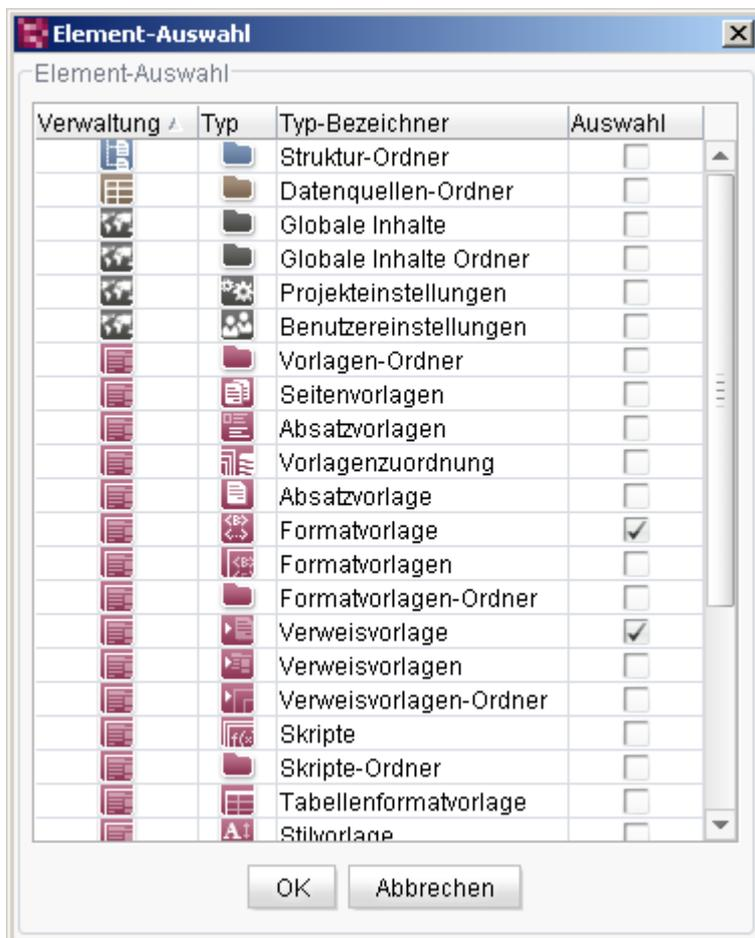 Element-Auswahl
Element-Auswahl
Verwaltung Typ Typ-Bezeichner Auswahl
Struktur-Ordner
Datenquellen-Ordner
Globale Inhalte
Globale Inhalte Ordner
Projekteinstellungen
Benutzereinstellungen
Vorlagen-Ordner
Seitenvorlagen
Absatzvorlagen
Vorlagenzuordnung
Absatzvorlage
Formatvorlage
Formatvorlagen
Formatvorlagen-Ordner
Verweisvorlage
Verweisvorlagen
Verweisvorlagen-Ordner
Skripte
Skripte-Ordner
Tabellenformatvorlage
Stilvorlage
OK Abbrechen